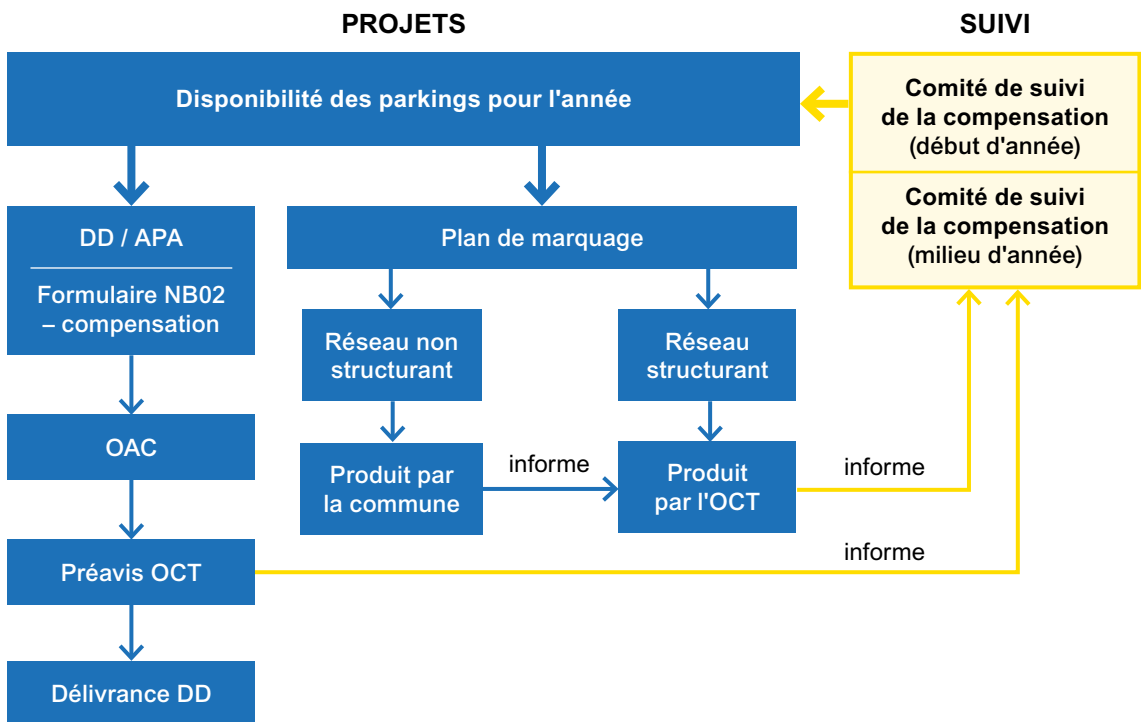 PROJETS
SUIVI
Disponibilité des parkings pour l'année
Comité de suivi
de la compensation
(début d'année)
Comité de suivi
de la compensation
(milieu d'année)
DD / APA
Formulaire NB02
– compensation
Plan de marquage
Réseau non
structurant
Réseau
structurant
OAC
Produit par
la commune
informe
Produit
par l'OCT
informe
Préavis OCT
informe
Délivrance DD